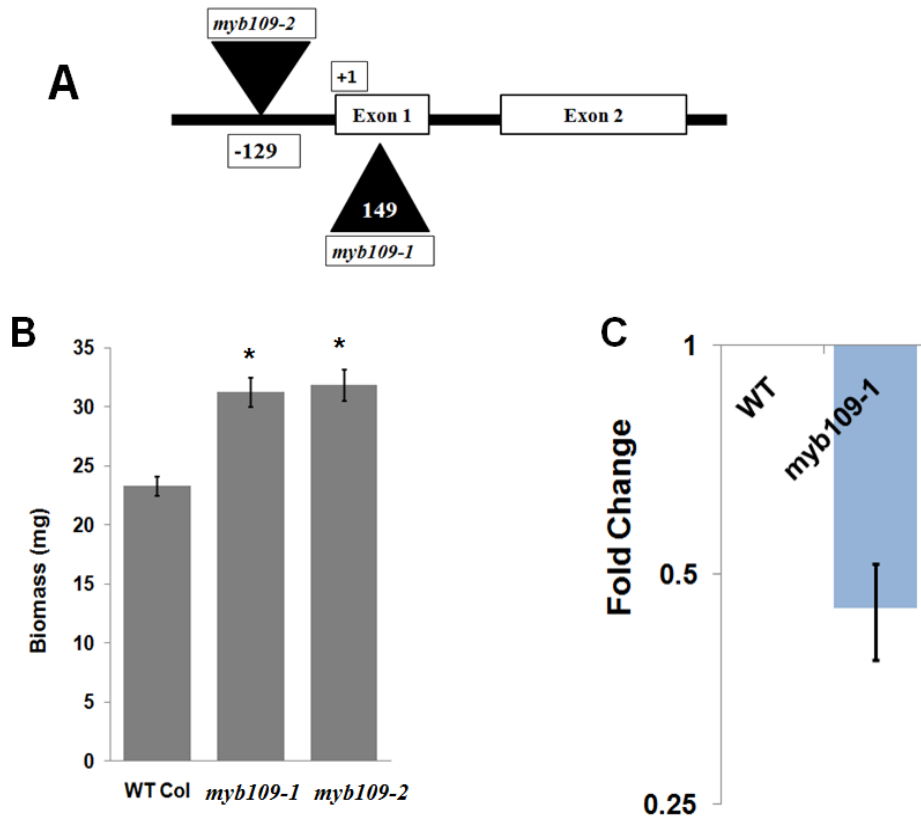 A
myb109-2
+1
Exon 1
Exon 2
-129
149
myb109-1
B
Biomass (mg)
35
30
25
20
15
10
5
0
*
*
WT Col
myb109-1
myb109-2
C
Fold Change
1
0.5
0.25
WT
myb109-1